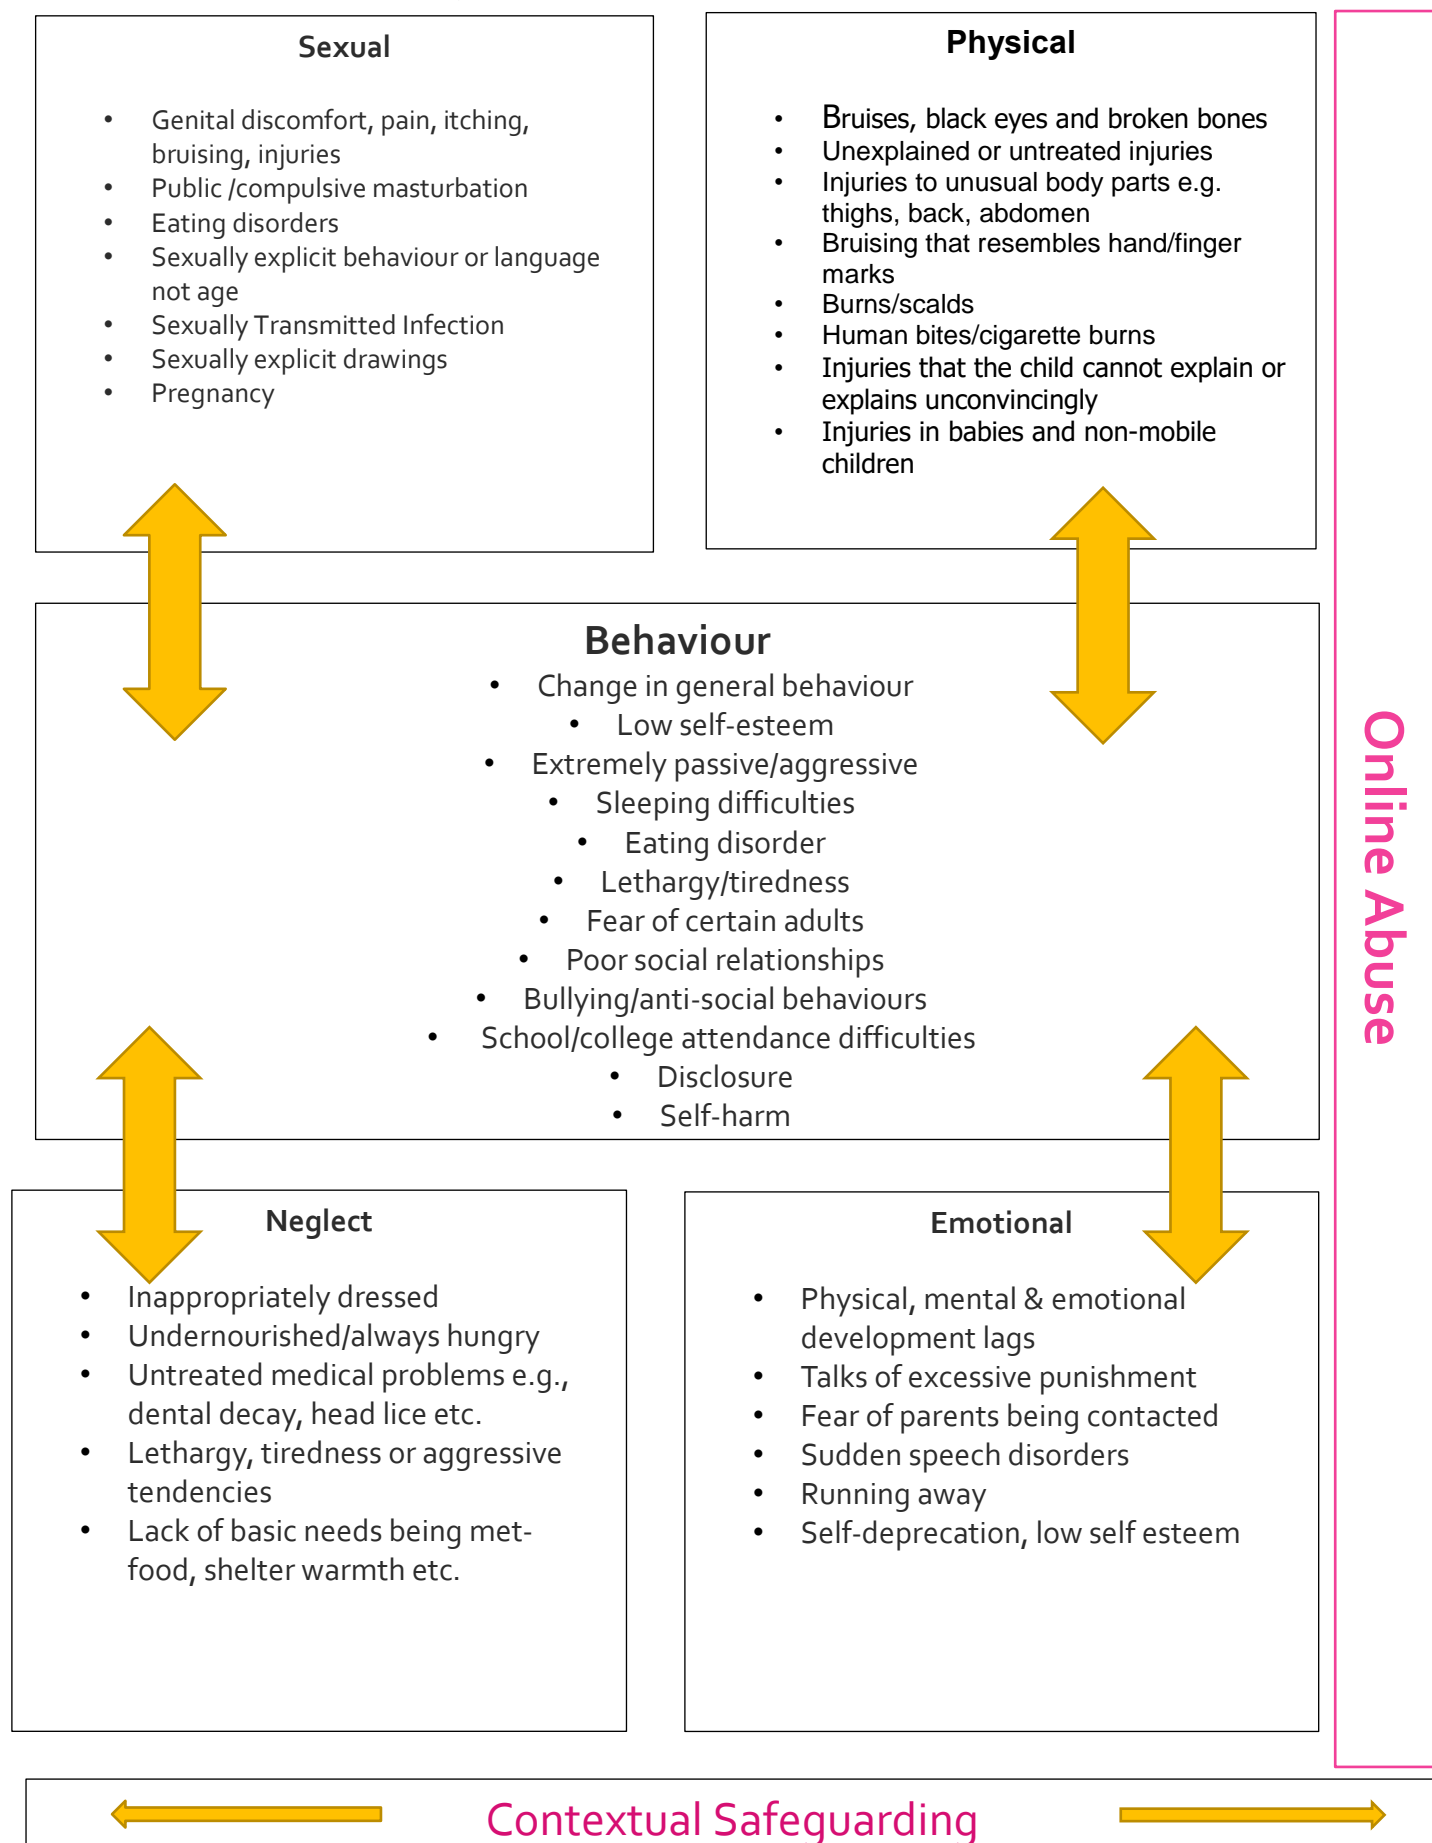 Sexual
• Genital discomfort, pain, itching,
bruising, injuries
• Public /compulsive masturbation
• Eating disorders
• Sexually explicit behaviour or language
not age
• Sexually Transmitted Infection
• Sexually explicit drawings
• Pregnancy
Physical
• Bruises, black eyes and broken bones
• Unexplained or untreated injuries
• Injuries to unusual body parts e.g.
thighs, back, abdomen
• Bruising that resembles hand/finger
marks
• Burns/scalds
• Human bites/cigarette burns
• Injuries that the child cannot explain or
explains unconvincingly
• Injuries in babies and non-mobile
children
Behaviour
• Change in general behaviour
• Low self-esteem
• Extremely passive/aggressive
• Sleeping difficulties
• Eating disorder
• Lethargy/tiredness
• Fear of certain adults
• Poor social relationships
• Bullying/anti-social behaviours
• School/college attendance difficulties
• Disclosure
• Self-harm
Neglect
• Inappropriately dressed
• Undernourished/always hungry
• Untreated medical problems e.g.,
dental decay, head lice etc.
• Lethargy, tiredness or aggressive
tendencies
• Lack of basic needs being met-
food, shelter warmth etc.
Emotional
• Physical, mental & emotional
development lags
• Talks of excessive punishment
• Fear of parents being contacted
• Sudden speech disorders
• Running away
• Self-deprecation, low self esteem
Online Abuse
Contextual Safeguarding